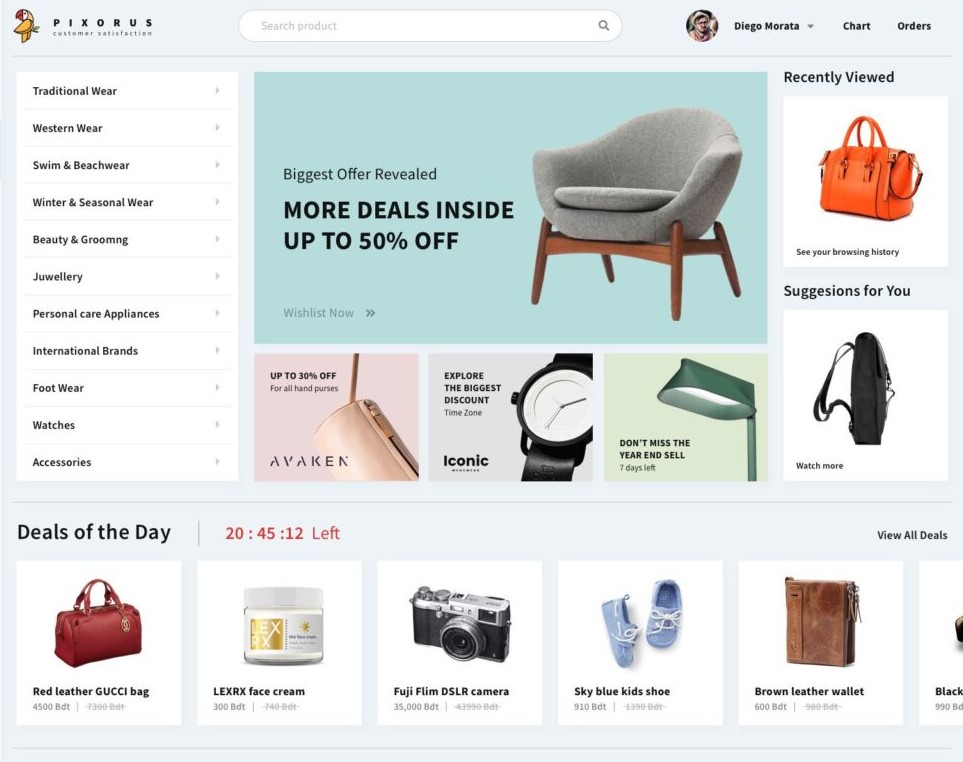 PIXORUS
customer satisfaction
Search product
Diego Morata
Chart
Orders
Traditional Wear
Western Wear
Swim & Beachwear
Winter & Seasonal Wear
Beauty & Groomng
Juwellery
Personal care Appliances
International Brands
Foot Wear
Watches
Accessories
Biggest Offer Revealed
MORE DEALS INSIDE
UP TO 50% OFF
Wishlist Now »
UP TO 30% OFF
For all hand purses
AVAKEN
EXPLORE
THE BIGGEST
DISCOUNT
Time Zone
Iconic
DON'T MISS THE
YEAR END SELL
7 days left
Recently Viewed
See your browsing history
Suggesions for You
Watch more
Deals of the Day
20 : 45 : 12 Left
View All Deals
LEX
RX
the face cream
Red leather GUCCI bag
4500 Bdt | 7300 Bdt
LEXRX face cream
300 Bdt | 740 Bdt
Fuji Flim DSLR camera
35,000 Bdt | 43990 Bdt
Sky blue kids shoe
910 Bdt | 1390 Bdt
Brown leather wallet
600 Bdt | 980 Bdt
Black
990 Bd